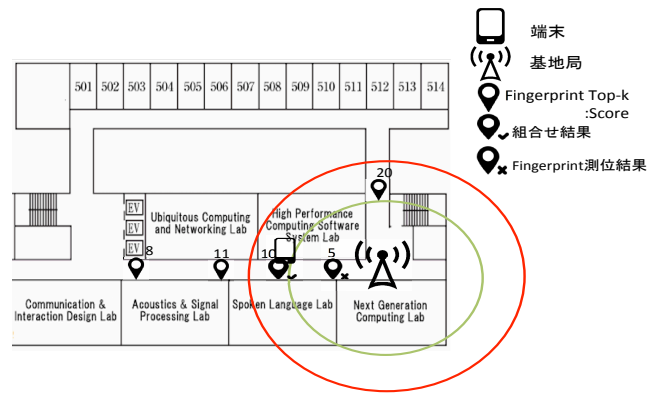 端末
基地局
Fingerprint Top-k
:Score
組合せ結果
Fingerprint測位結果
501 502 503 504 505 506 507 508 509 510 511 512 513 514
20
EV
EV
EV
Ubiquitous Computing
and Networking Lab
High Performance
Computing Software
System Lab
8
11
10
5
Communication &
Interaction Design Lab
Acoustics & Signal
Processing Lab
Spoken Language Lab
Next Generation
Computing Lab